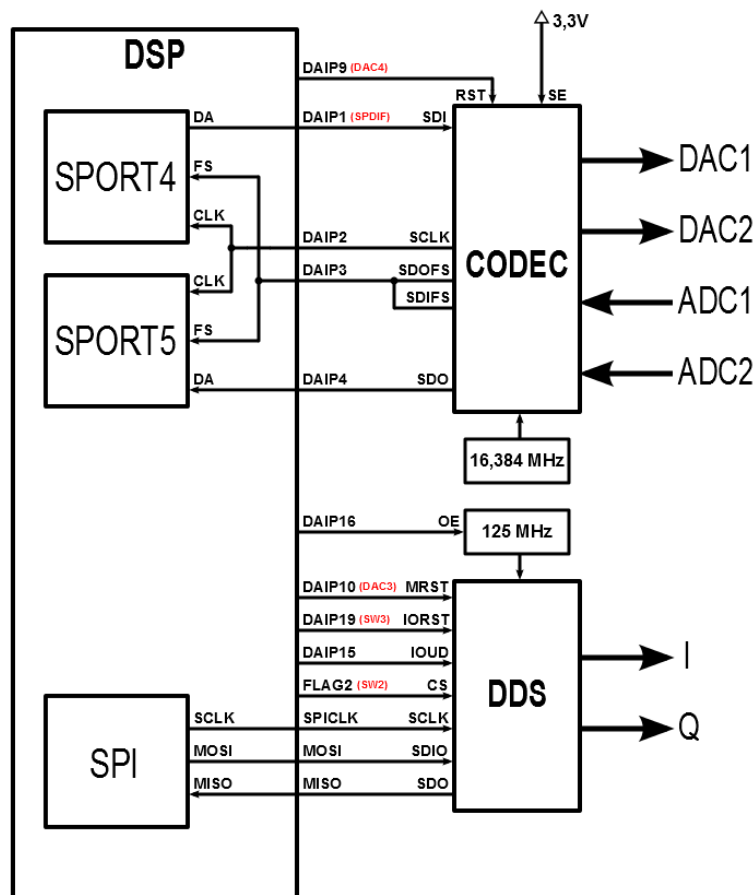 3,3V
DSP
DAIP9 (DAC4)
RST SE
DA DAIP1 (SPDIF) SDI
SPORT4
FS
CLK
DAIP2 SCLK
DAIP3 SDOFS
SDIFS
CODEC
CLK
SPORT5
FS
DA DAIP4 SDO
DAC1
DAC2
ADC1
ADC2
16,384 MHz
DAIP16 OE
125 MHz
DAIP10 (DAC3) MRST
DAIP19 (SW3) IORST
DAIP15 IOUD
FLAG2 (SW2) CS
DDS
I
Q
SPI
SCLK SPICLK SCLK
MOSI MOSI SDIO
MISO MISO SDO